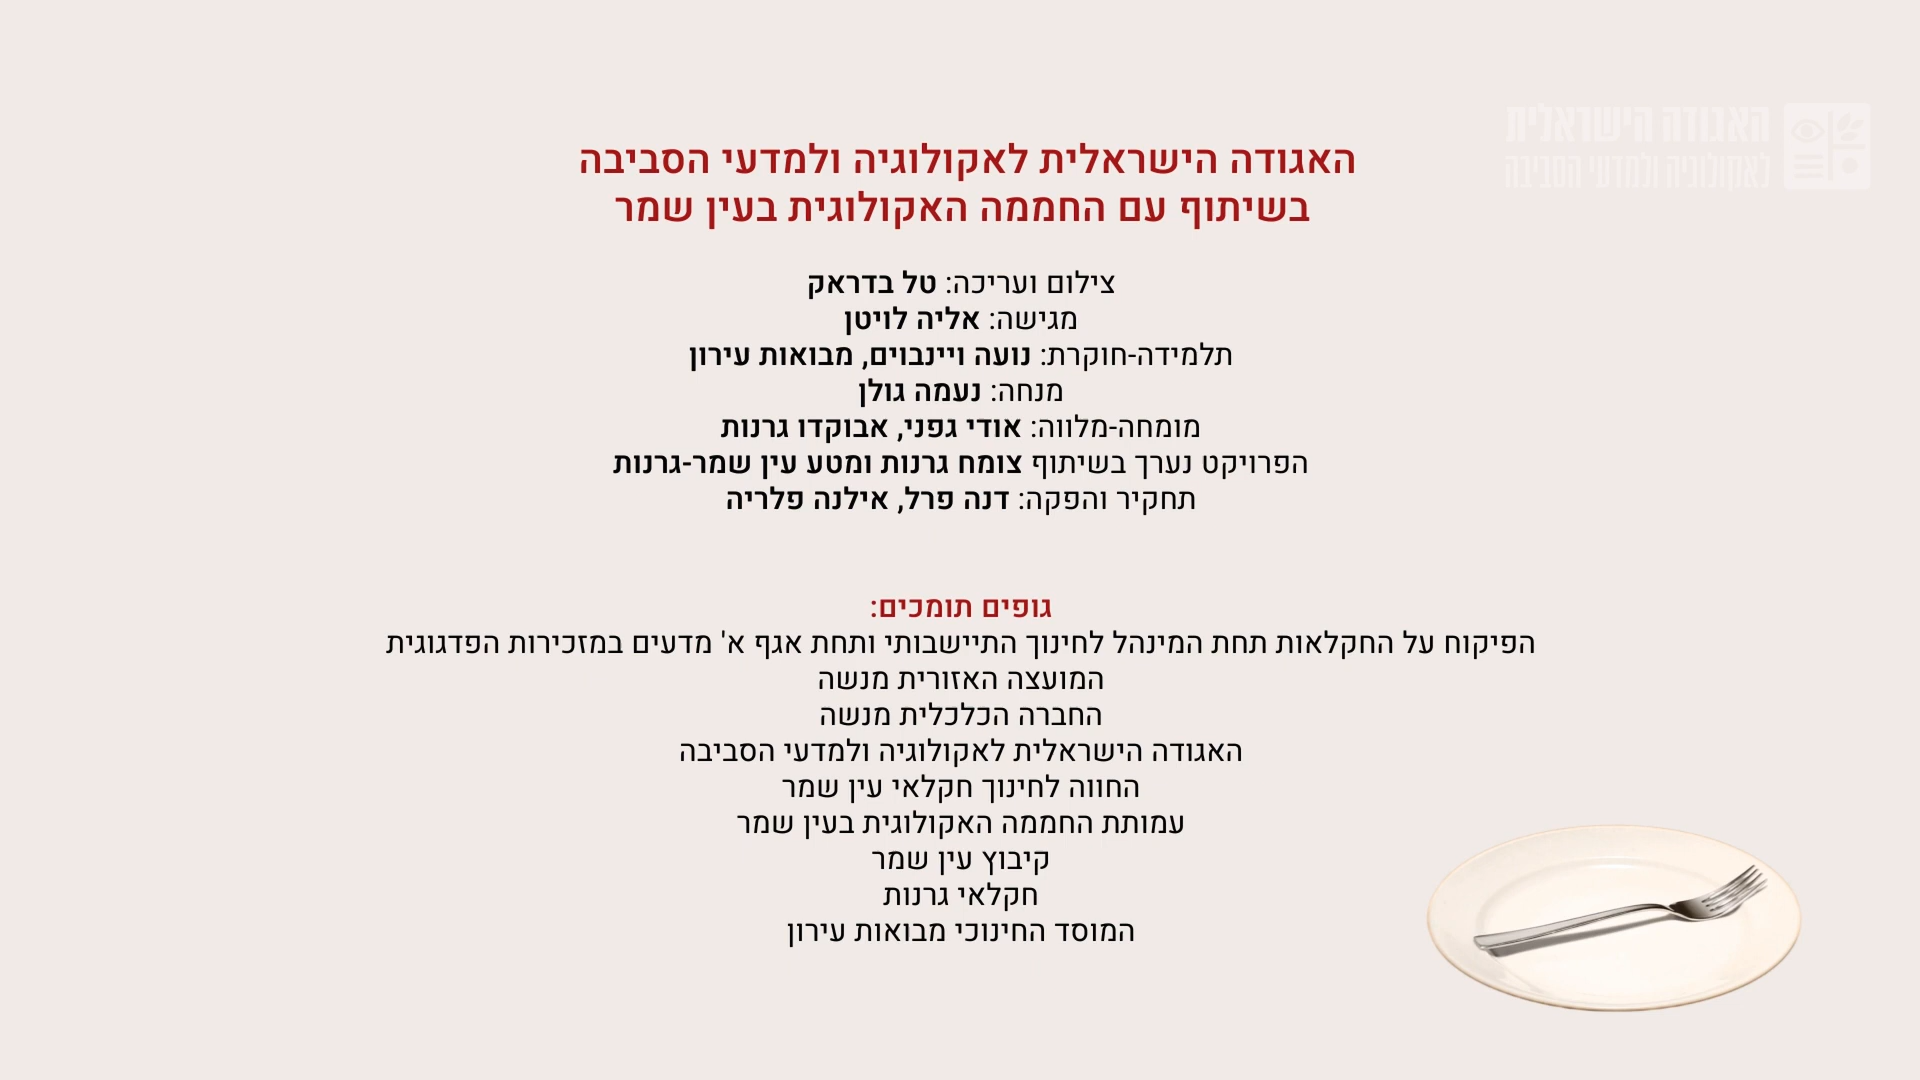 האגודה הישראלית
לאקולוגיה ולמדעי הסביבה
האגודה הישראלית לאקולוגיה ולמדעי הסביבה
בשיתוף עם החממה האקולוגית בעין שמר
צילום ועריכה: טל בדראק
מגישה: אליה לויטן
תלמידה-חוקרת: נועה ויינבוים, מבואות עירון
מנחה: נעמה גולן
מומחה-מלווה: אודי גפני, אבוקדו גרנות
הפרויקט נערך בשיתוף צומח גרנות ומטע עין שמר-גרנות
תחקיר והפקה: דנה פרל, אילנה פלריה
גופים תומכים:
הפיקוח על החקלאות תחת המינהל לחינוך התיישבותי ותחת אגף א' מדעים במזכירות הפדגוגית
המועצה האזורית מנשה
החברה הכלכלית מנשה
האגודה הישראלית לאקולוגיה ולמדעי הסביבה
החווה לחינוך חקלאי עין שמר
עמותת החממה האקולוגית בעין שמר
קיבוץ עין שמר
חקלאי גרנות
המוסד החינוכי מבואות עירון